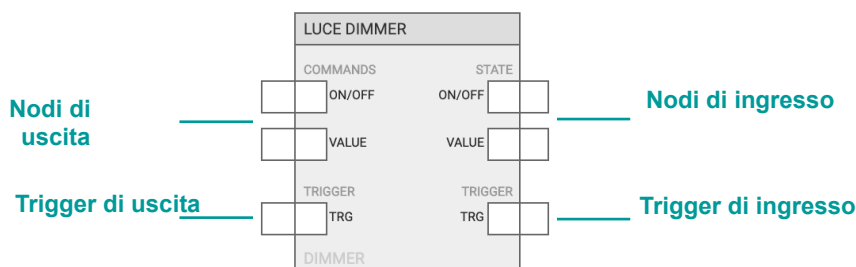 LUCE DIMMER
COMMANDS STATE
ON/OFF ON/OFF
Nodi di
uscita
Nodi di ingresso
VALUE VALUE
TRIGGER TRIGGER
Trigger di uscita
TRG TRG
Trigger di ingresso
DIMMER